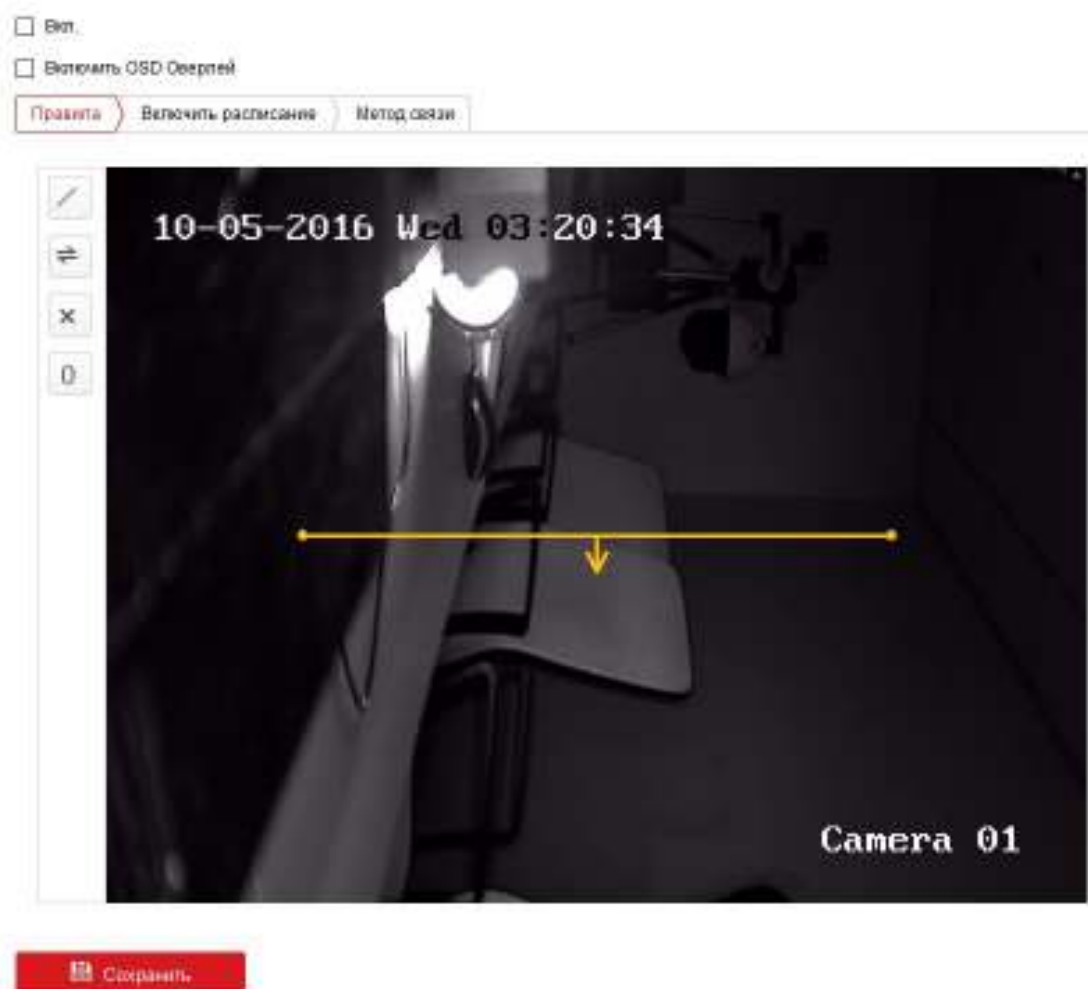 Вкл.
Включить OSD Оверлей
Правила Включить расписание Метод связи
10-05-2016 Wed 03:20:34
0
Camera 01
Сохранить